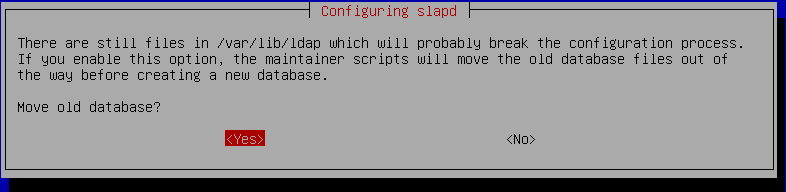 Configuring slapd
There are still files in /var/lib/ldap which will probably break the configuration process.
If you enable this option, the maintainer scripts will move the old database files out of
the way before creating a new database.
Move old database?
<Yes> <No>